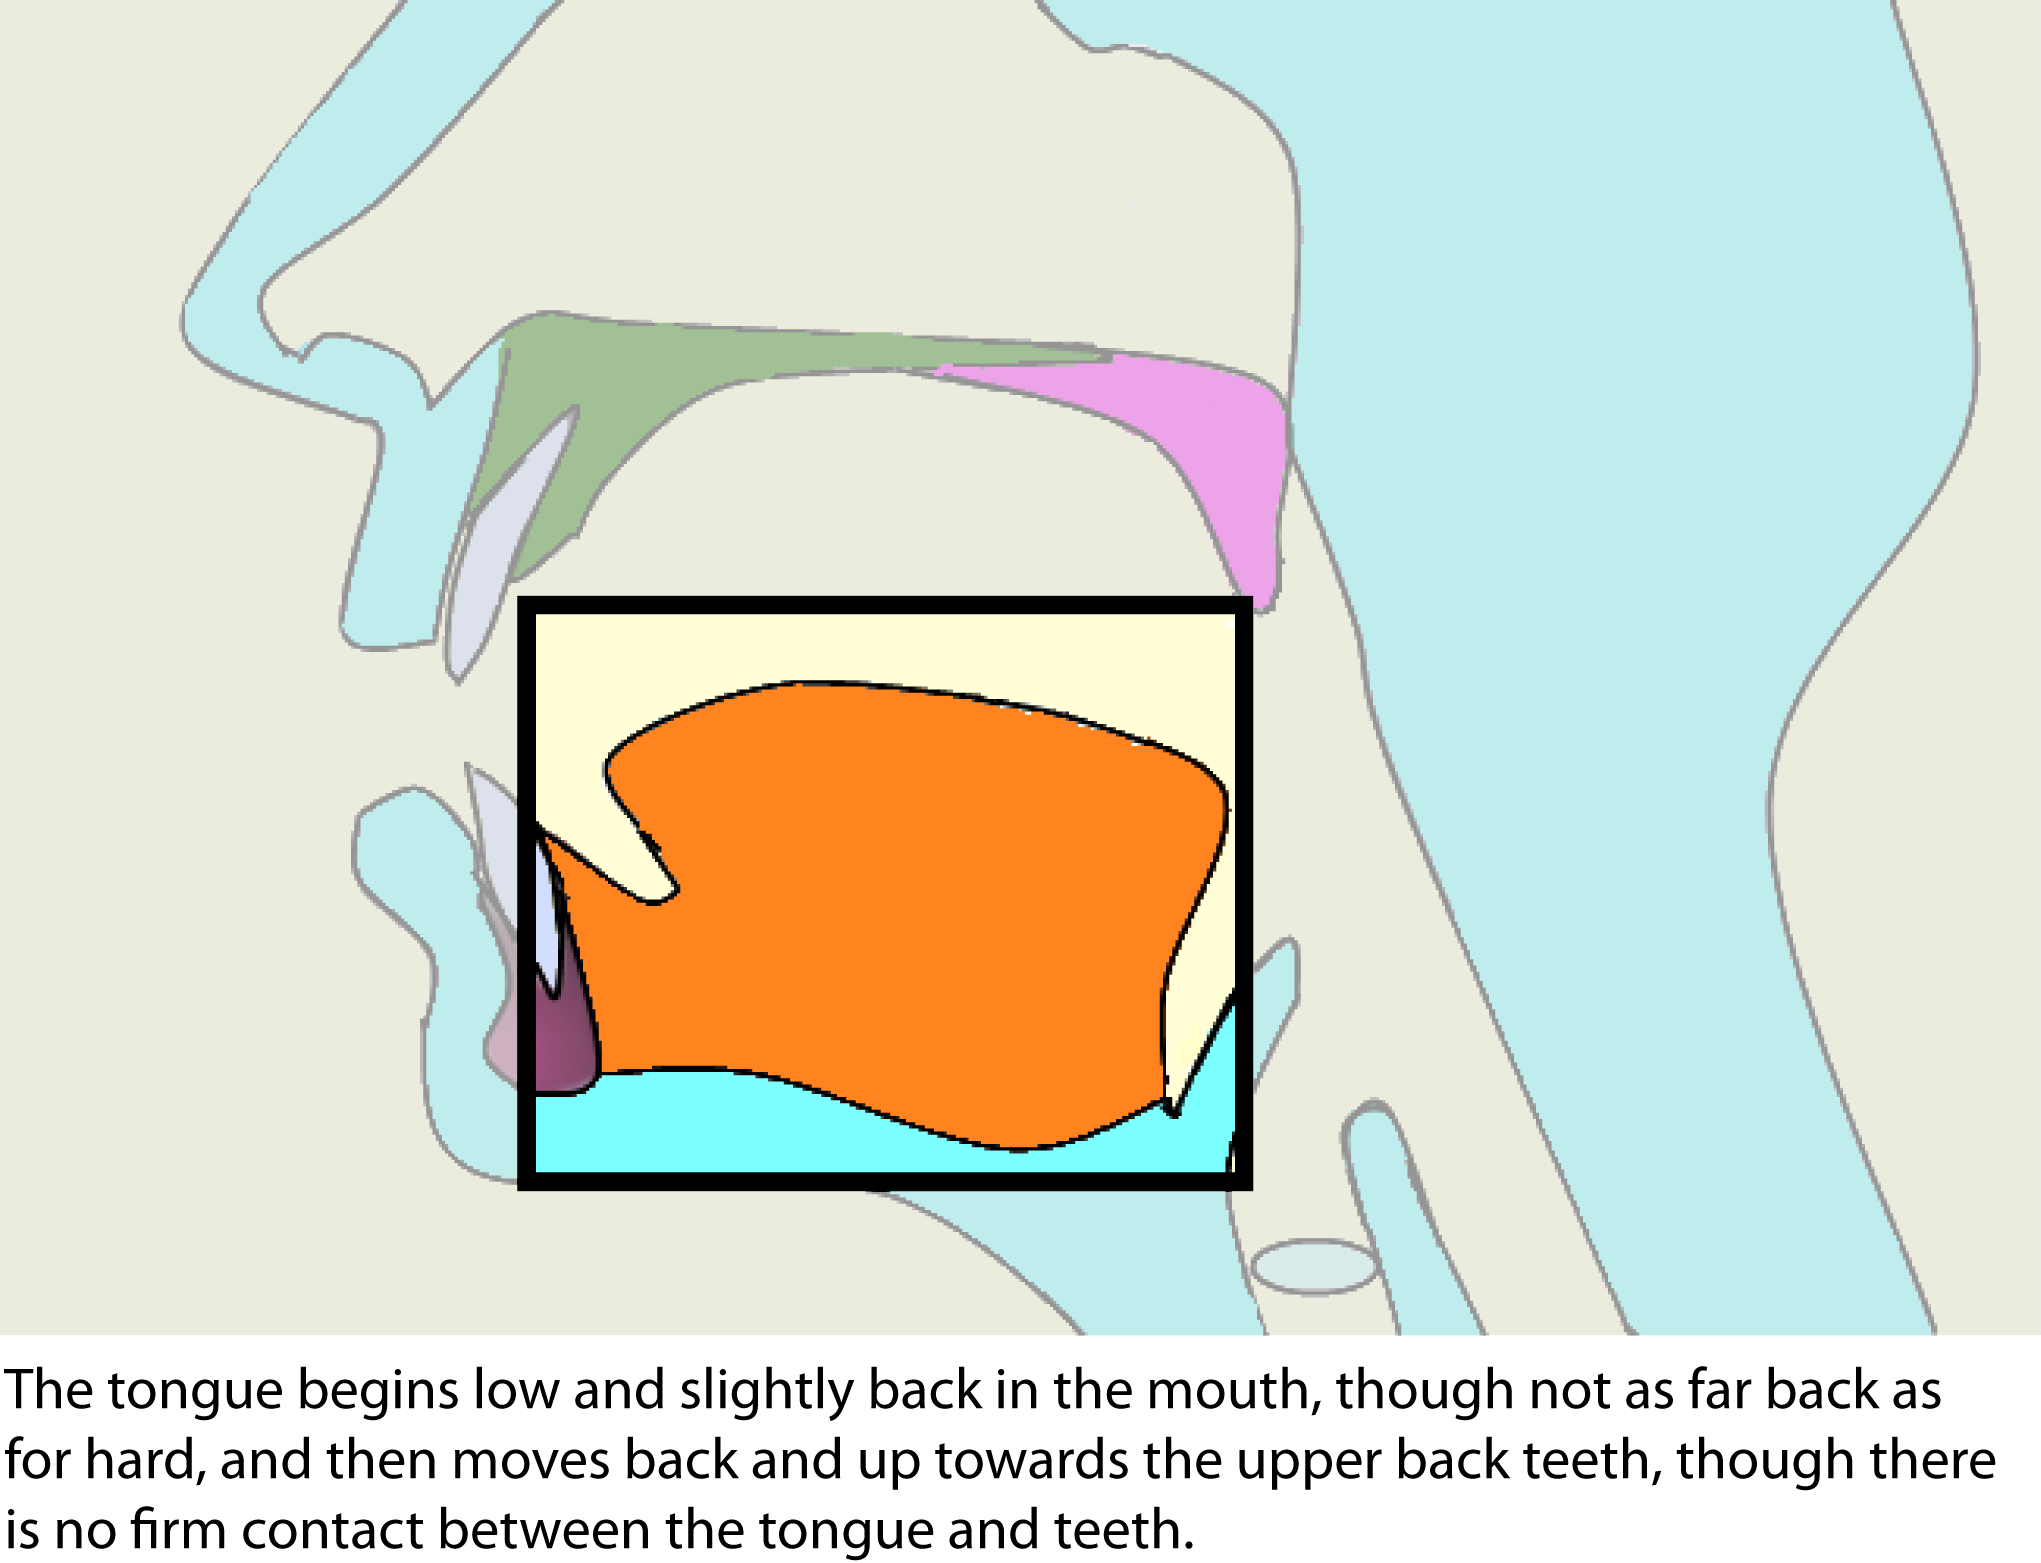 The tongue begins low and slightly back in the mouth, though not as far back as
for hard, and then moves back and up towards the upper back teeth, though there
is no firm contact between the tongue and teeth.